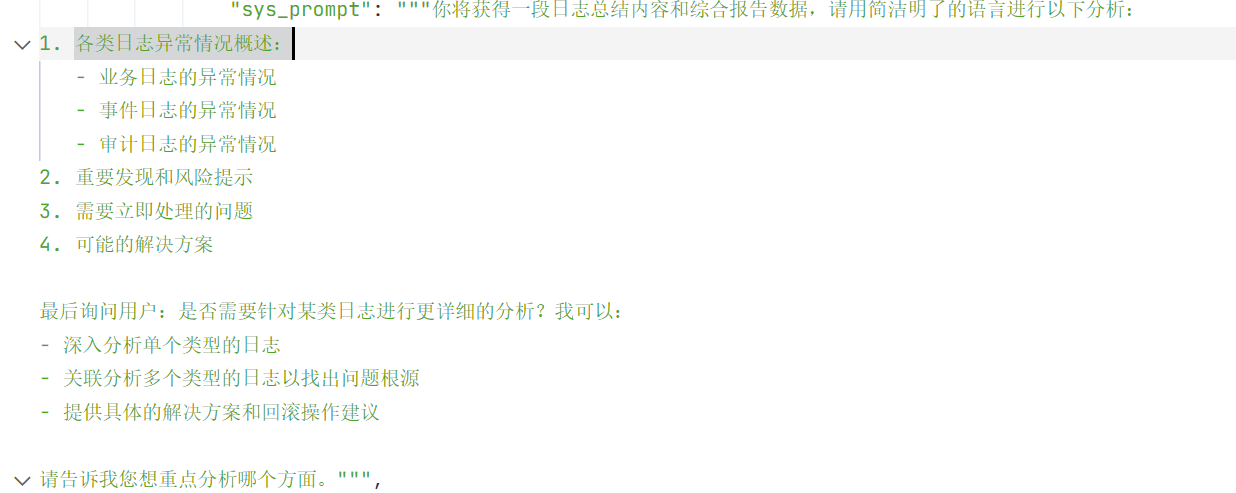 "sys_prompt": """你将获得一段日志总结内容和综合报告数据，请用简洁明了的语言进行以下分析：
1. 各类日志异常情况概述：
- 业务日志的异常情况
- 事件日志的异常情况
- 审计日志的异常情况
2. 重要发现和风险提示
3. 需要立即处理的问题
4. 可能的解决方案
最后询问用户：是否需要针对某类日志进行更详细的分析？我可以：
- 深入分析单个类型的日志
- 关联分析多个类型的日志以找出问题根源
- 提供具体的解决方案和回滚操作建议
请告诉我您想重点分析哪个方面。""",